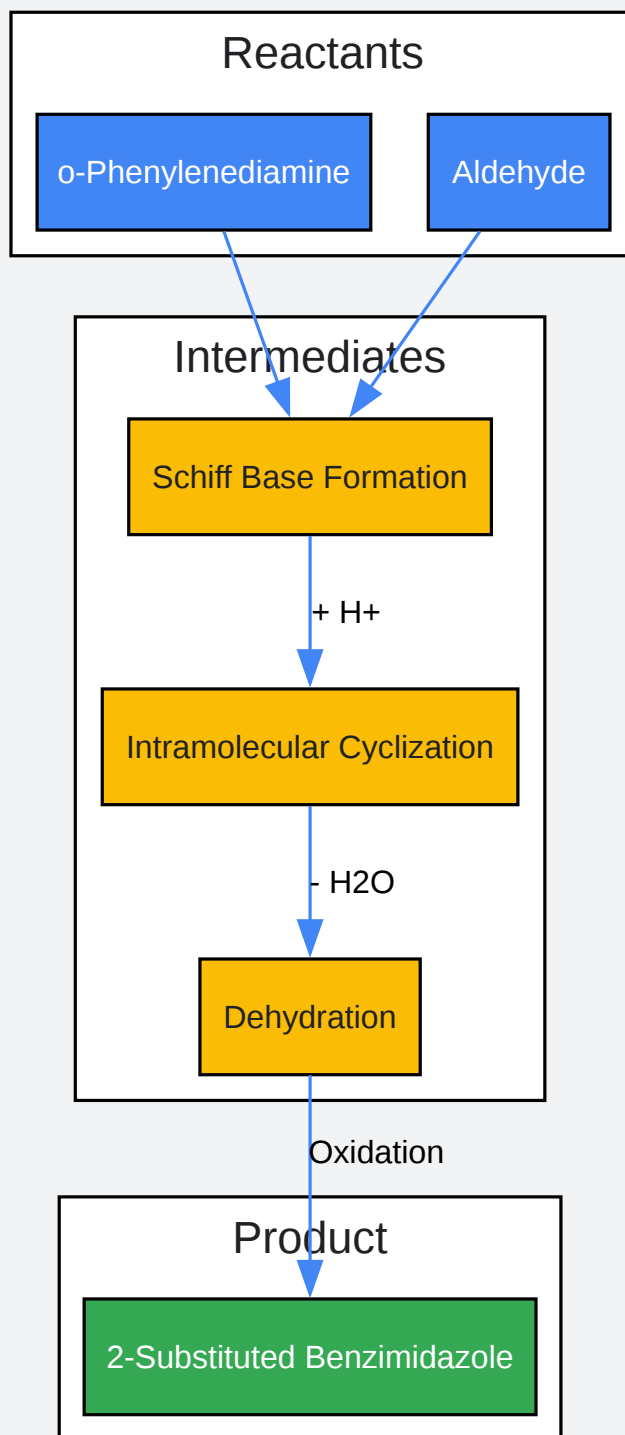 Reactants
o-Phenylenediamine
Aldehyde
Intermediates
Schiff Base Formation
+ H+
Intramolecular Cyclization
- H2O
Dehydration
Oxidation
Product
2-Substituted Benzimidazole